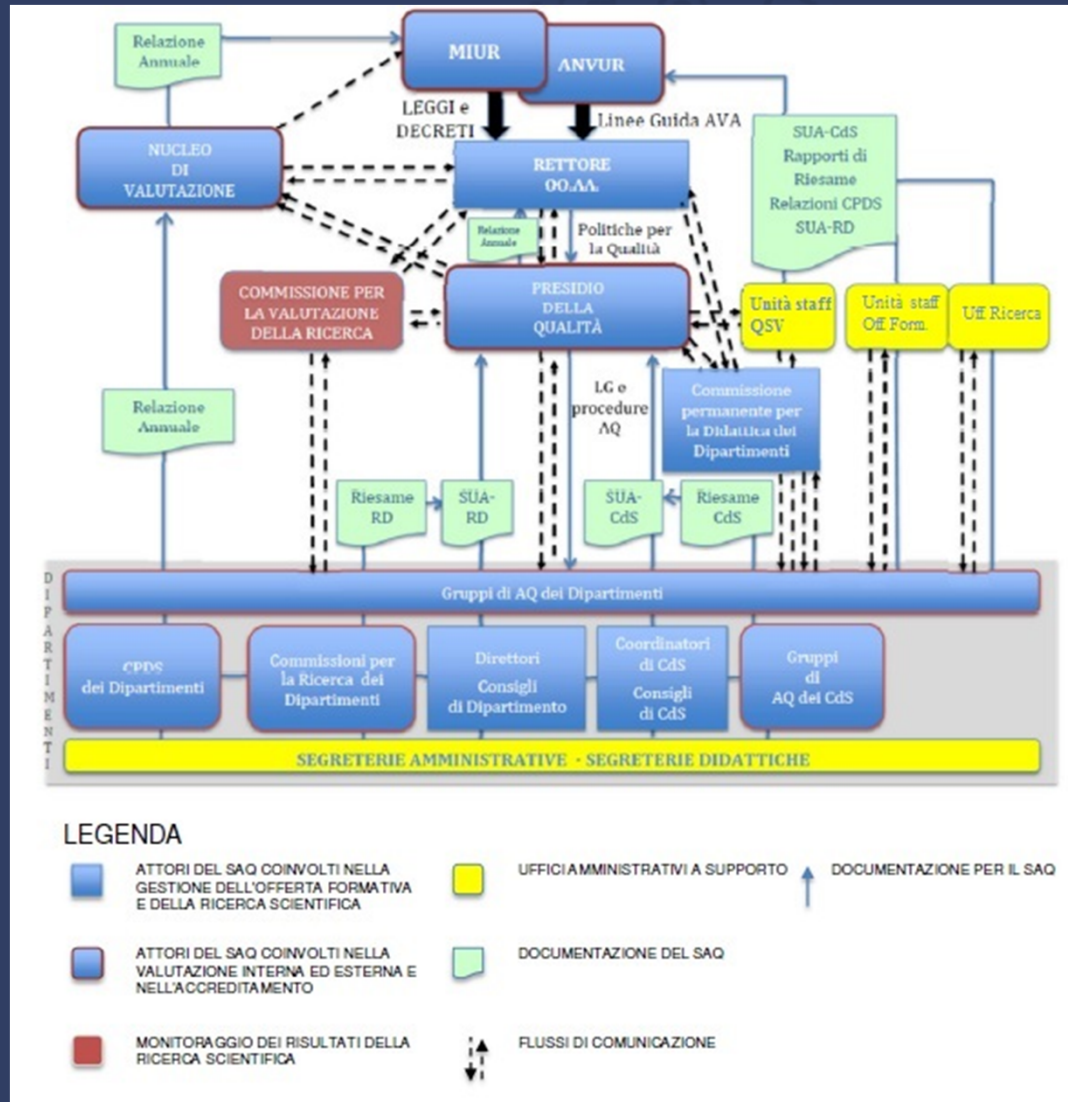 Relazione
Annuale
MIUR
ANVUR
LEGGI e
DECRETI
Linee Guida AVA
NUCLEO
DI
VALUTAZIONE
RETTORE
OO.AA.
SUA-CdS
Rapporti di
Riesame
Relazioni CPDS
SUA-RD
Relazione
Annuale
Politiche per
la Qualità
COMMISSIONE PER
LA VALUTAZIONE
DELLA RICERCA
PRESIDIO
DELLA
QUALITÀ
Unità staff
QSV
Unità staff
Off Form.
Uff Ricerca
Relazione
Annuale
LG e
procedure
AQ
Commissione
permanente per
la Didattica dei
Dipartimenti
Riesame
RD
SUA-
RD
SUA-
CdS
Riesame
CdS
DIPARTIMENTI
Gruppi di AQ dei Dipartimenti
CPDS
dei Dipartimenti
Commissioni per
la Ricerca dei
Dipartimenti
Direttori
Consigli
di Dipartimento
Coordinatori
di CdS
Consigli
di CdS
Gruppi
di
AQ dei CdS
SEGRETERIE AMMINISTRATIVE - SEGRETERIE DIDATTICHE
LEGENDA
ATTORI DEL SAQ COINVOLTI NELLA
GESTIONE DELL'OFFERTA FORMATIVA
E DELLA RICERCA SCIENTIFICA
UFFICI AMMINISTRATIVI A SUPPORTO
DOCUMENTAZIONE PER IL SAQ
ATTORI DEL SAQ COINVOLTI NELLA
VALUTAZIONE INTERNA ED ESTERNA E
NELL'ACCREDITAMENTO
DOCUMENTAZIONE DEL SAQ
MONITORAGGIO DEI RISULTATI DELLA
RICERCA SCIENTIFICA
FLUSSI DI COMUNICAZIONE